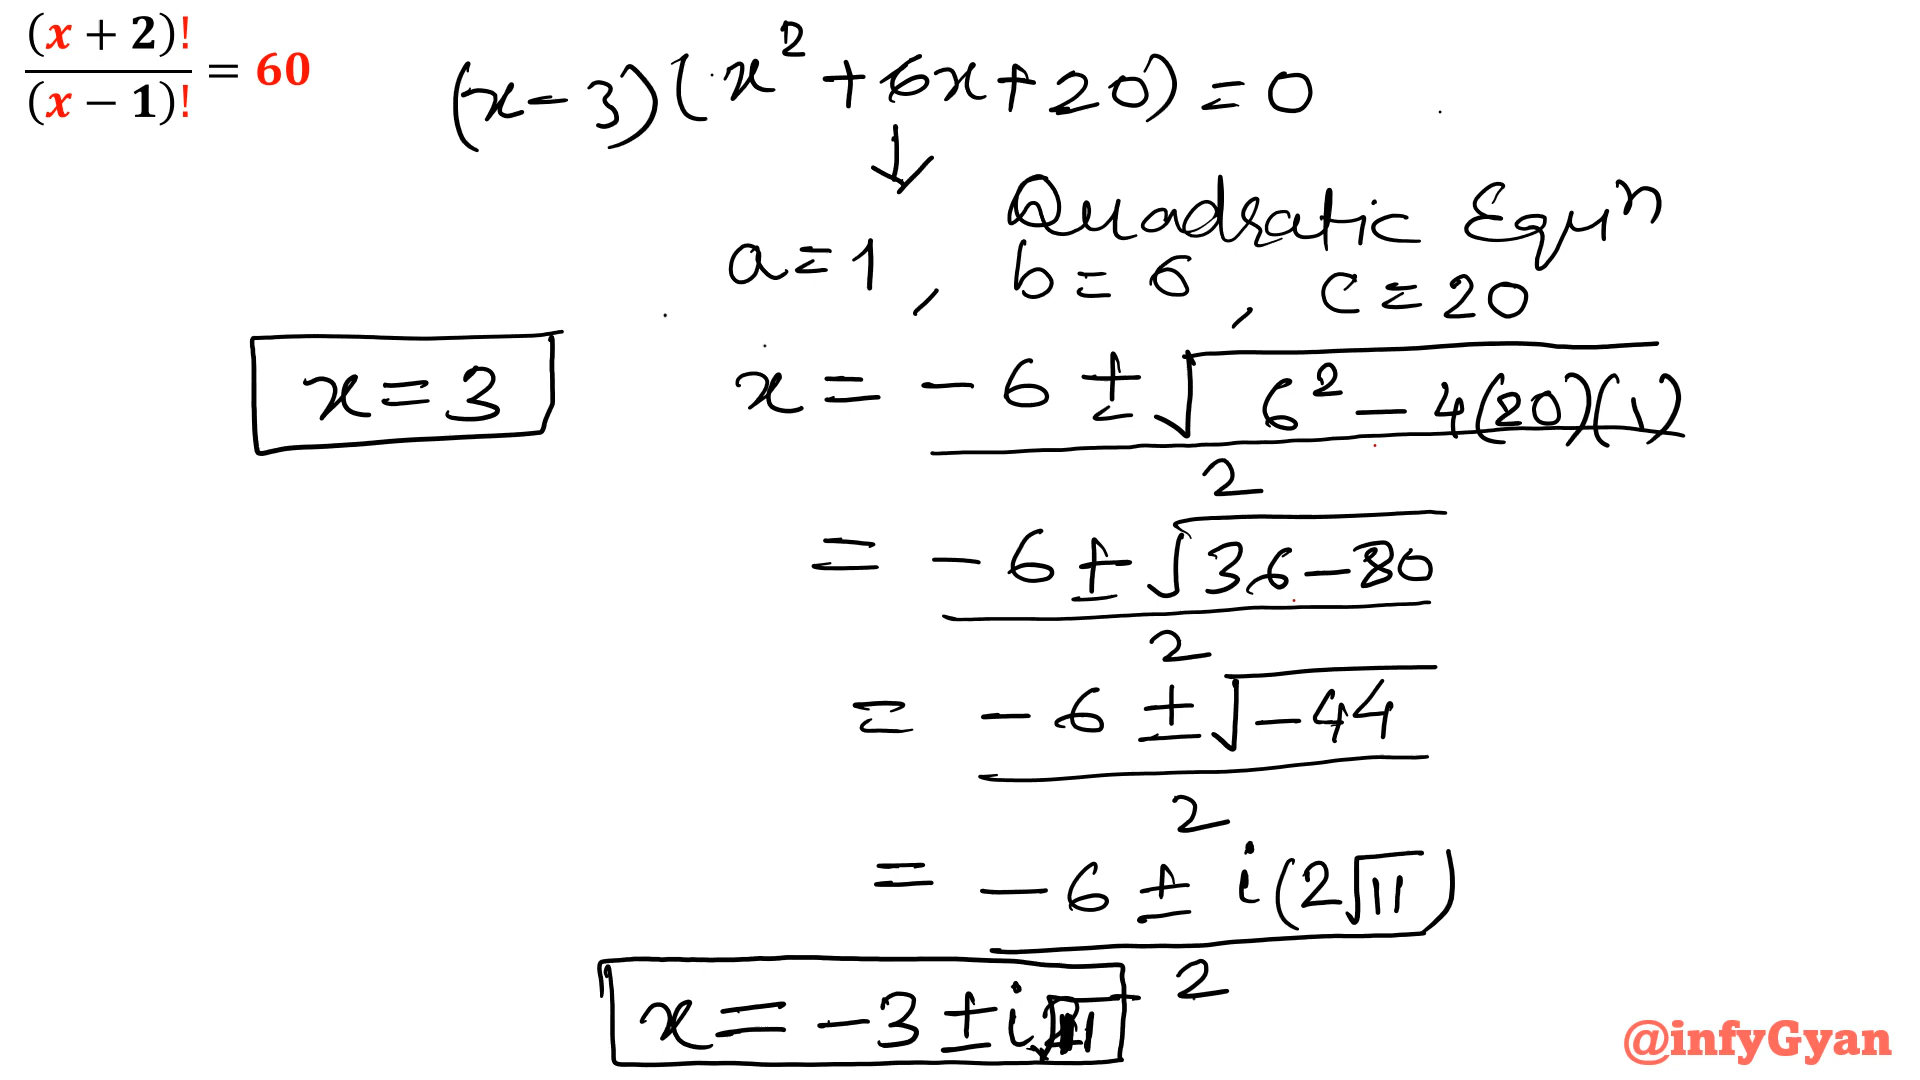 (x + 2)!
/ (x − 1)! = 60
(x-3)(x² + 6x + 20) = 0
↓
Quadratic Equⁿ
a = 1, b = 6, c = 20
x = 3
x = -6 ± √(6² - 4(20)(1)) / 2
= -6 ± √(36-80) / 2
= -6 ± √(-44) / 2
= -6 ± i(2√11) / 2
x = -3 ± i√11
@infyGyan